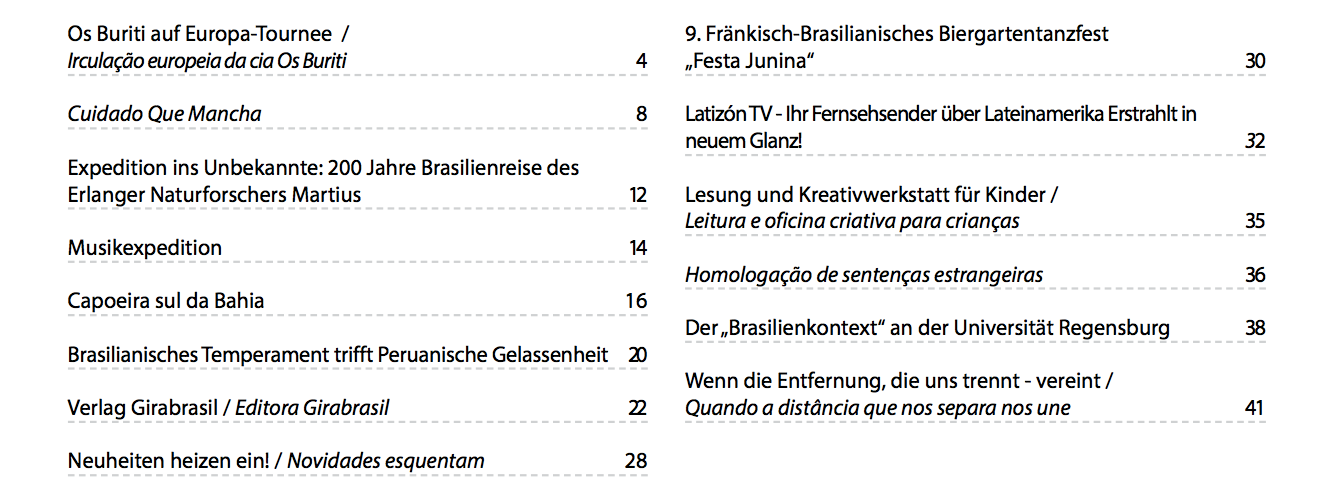 Os Buriti auf Europa-Tournee /
Irculação europeia da cia Os Buriti 4
Cuidado Que Mancha 8
Expedition ins Unbekannte: 200 Jahre Brasilienreise des
Erlanger Naturforschers Martius 12
Musikexpedition 14
Capoeira sul da Bahia 16
Brasilianisches Temperament trifft Peruanische Gelassenheit 20
Verlag Girabrasil / Editora Girabrasil 22
Neuheiten heizen ein! / Novidades esquentam 28
9. Fränkisch-Brasilianisches Biergartentanzfest
„Festa Junina“ 30
Latizón TV - Ihr Fernsehsender über Lateinamerika Erstrahlt in
neuem Glanz! 32
Lesung und Kreativwerkstatt für Kinder /
Leitura e oficina criativa para crianças 35
Homologação de sentenças estrangeiras 36
Der „Brasilienkontext“ an der Universität Regensburg 38
Wenn die Entfernung, die uns trennt - vereint /
Quando a distância que nos separa nos une 41